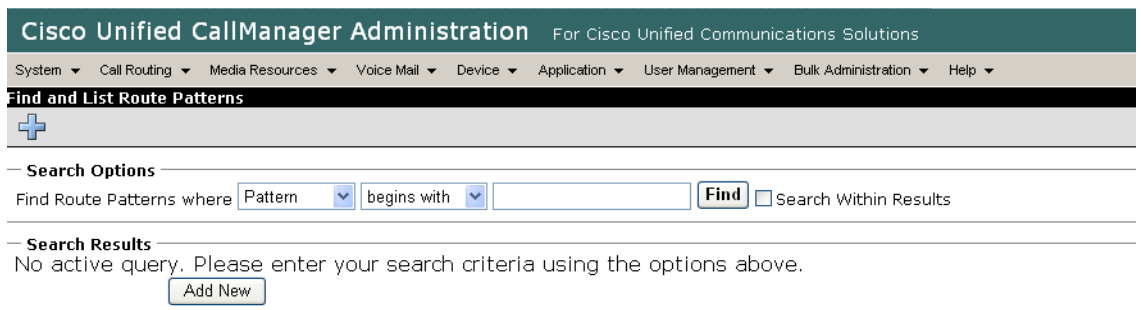 Cisco Unified CallManager Administration For Cisco Unified Communications Solutions
System Call Routing Media Resources Voice Mail Device Application User Management Bulk Administration Help
Find and List Route Patterns
Search Options
Find Route Patterns where Pattern begins with Find Search Within Results
Search Results
No active query. Please enter your search criteria using the options above.
Add New